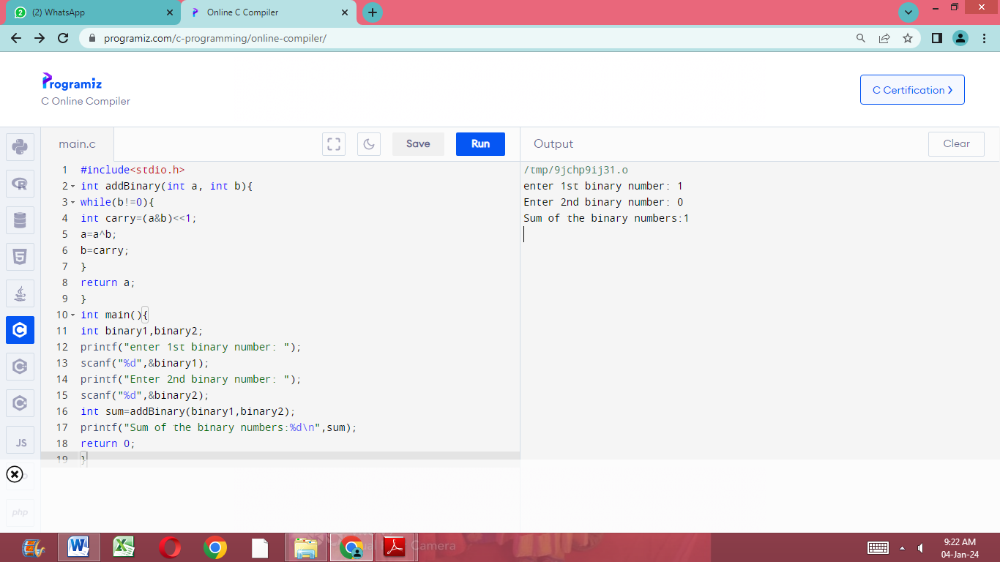 (2) WhatsApp
Online C Compiler
programiz.com/c-programming/online-compiler/
Programiz
C Online Compiler
C Certification
main.c
Save
Run
Output
Clear
1 #include<stdio.h>
2 int addBinary(int a, int b){
3 while(b!=0){
4 int carry=(a&b)<<1;
5 a=a^b;
6 b=carry;
7 }
8 return a;
9 }
10 int main(){
11 int binary1,binary2;
12 printf("enter 1st binary number: ");
13 scanf("%d",&binary1);
14 printf("Enter 2nd binary number: ");
15 scanf("%d",&binary2);
16 int sum=addBinary(binary1,binary2);
17 printf("Sum of the binary numbers:%d\n",sum);
18 return 0;
19 }
/tmp/9jchp9ij31.o
enter 1st binary number: 1
Enter 2nd binary number: 0
Sum of the binary numbers:1
JS
php
Camera
9:22 AM
04-Jan-24